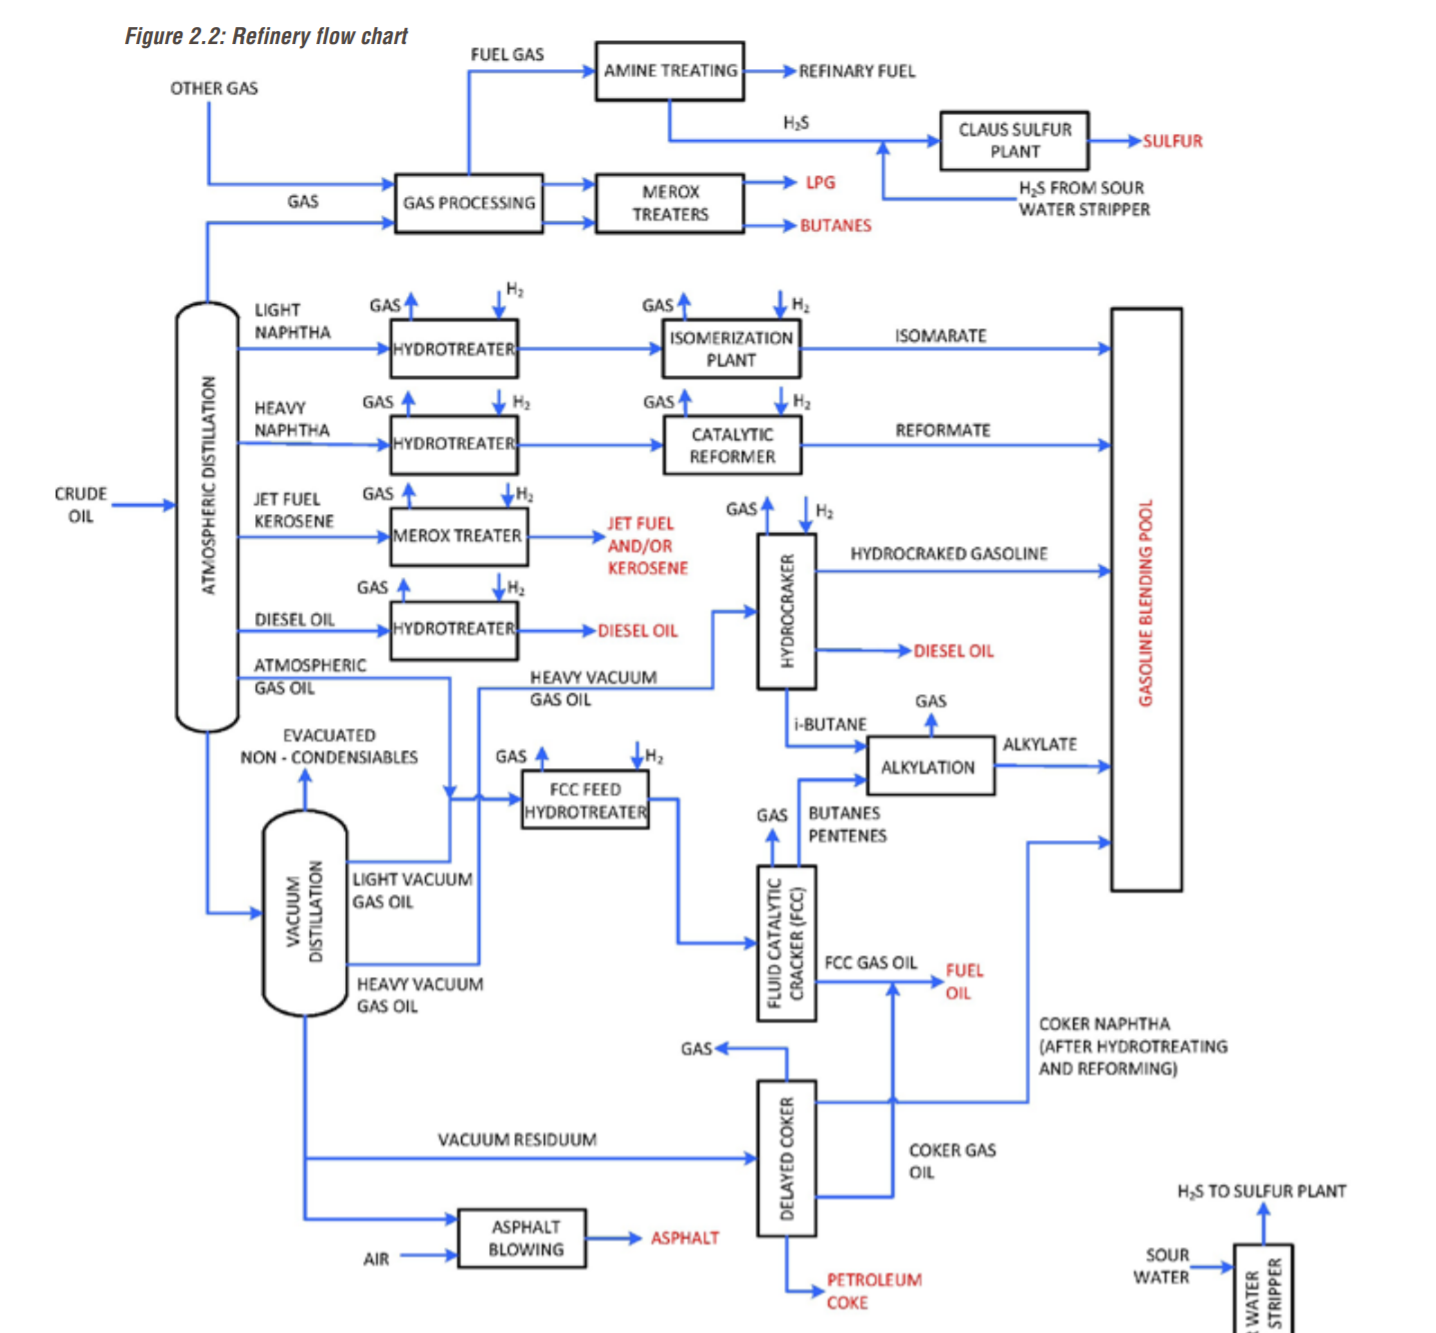 Figure 2.2: Refinery flow chart
FUEL GAS
AMINE TREATING
REFINARY FUEL
OTHER GAS
H₂S
CLAUS SULFUR
PLANT
SULFUR
GAS
GAS PROCESSING
MEROX
TREATERS
LPG
BUTANES
H₂S FROM SOUR
WATER STRIPPER
ATMOSPHERIC DISTILLATION
CRUDE
OIL
LIGHT
NAPHTHA
GAS
H₂
HYDROTREATER
GAS
H₂
ISOMERIZATION
PLANT
ISOMARATE
HEAVY
NAPHTHA
GAS
H₂
HYDROTREATER
GAS
H₂
CATALYTIC
REFORMER
REFORMATE
JET FUEL
KEROSENE
GAS
H₂
MEROX TREATER
JET FUEL
AND/OR
KEROSENE
GAS
H₂
HYDROCRAKER
HYDROCRAKED GASOLINE
GASOLINE BLENDING POOL
DIESEL OIL
GAS
H₂
HYDROTREATER
DIESEL OIL
DIESEL OIL
ATMOSPHERIC
GAS OIL
HEAVY VACUUM
GAS OIL
i-BUTANE
GAS
ALKYLATION
ALKYLATE
EVACUATED
NON - CONDENSIABLES
GAS
H₂
FCC FEED
HYDROTREATER
GAS
BUTANES
PENTENES
VACUUM
DISTILLATION
LIGHT VACUUM
GAS OIL
HEAVY VACUUM
GAS OIL
FLUID CATALYTIC
CRACKER (FCC)
FCC GAS OIL
FUEL
OIL
GAS
COKER NAPHTHA
(AFTER HYDROTREATING
AND REFORMING)
VACUUM RESIDUUM
DELAYED COKER
COKER GAS
OIL
AIR
ASPHALT
BLOWING
ASPHALT
PETROLEUM
COKE
H₂S TO SULFUR PLANT
SOUR
WATER
WATER
STRIPPER